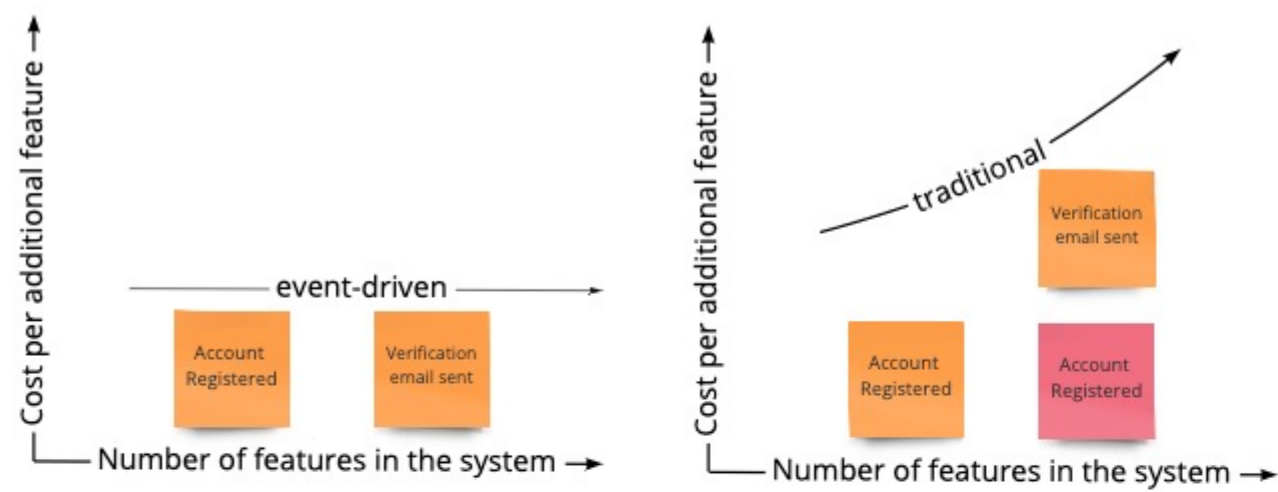 Cost per additional feature
event-driven
Account
Registered
Verification
email sent
Number of features in the system
Cost per additional feature
traditional
Verification
email sent
Account
Registered
Account
Registered
Number of features in the system